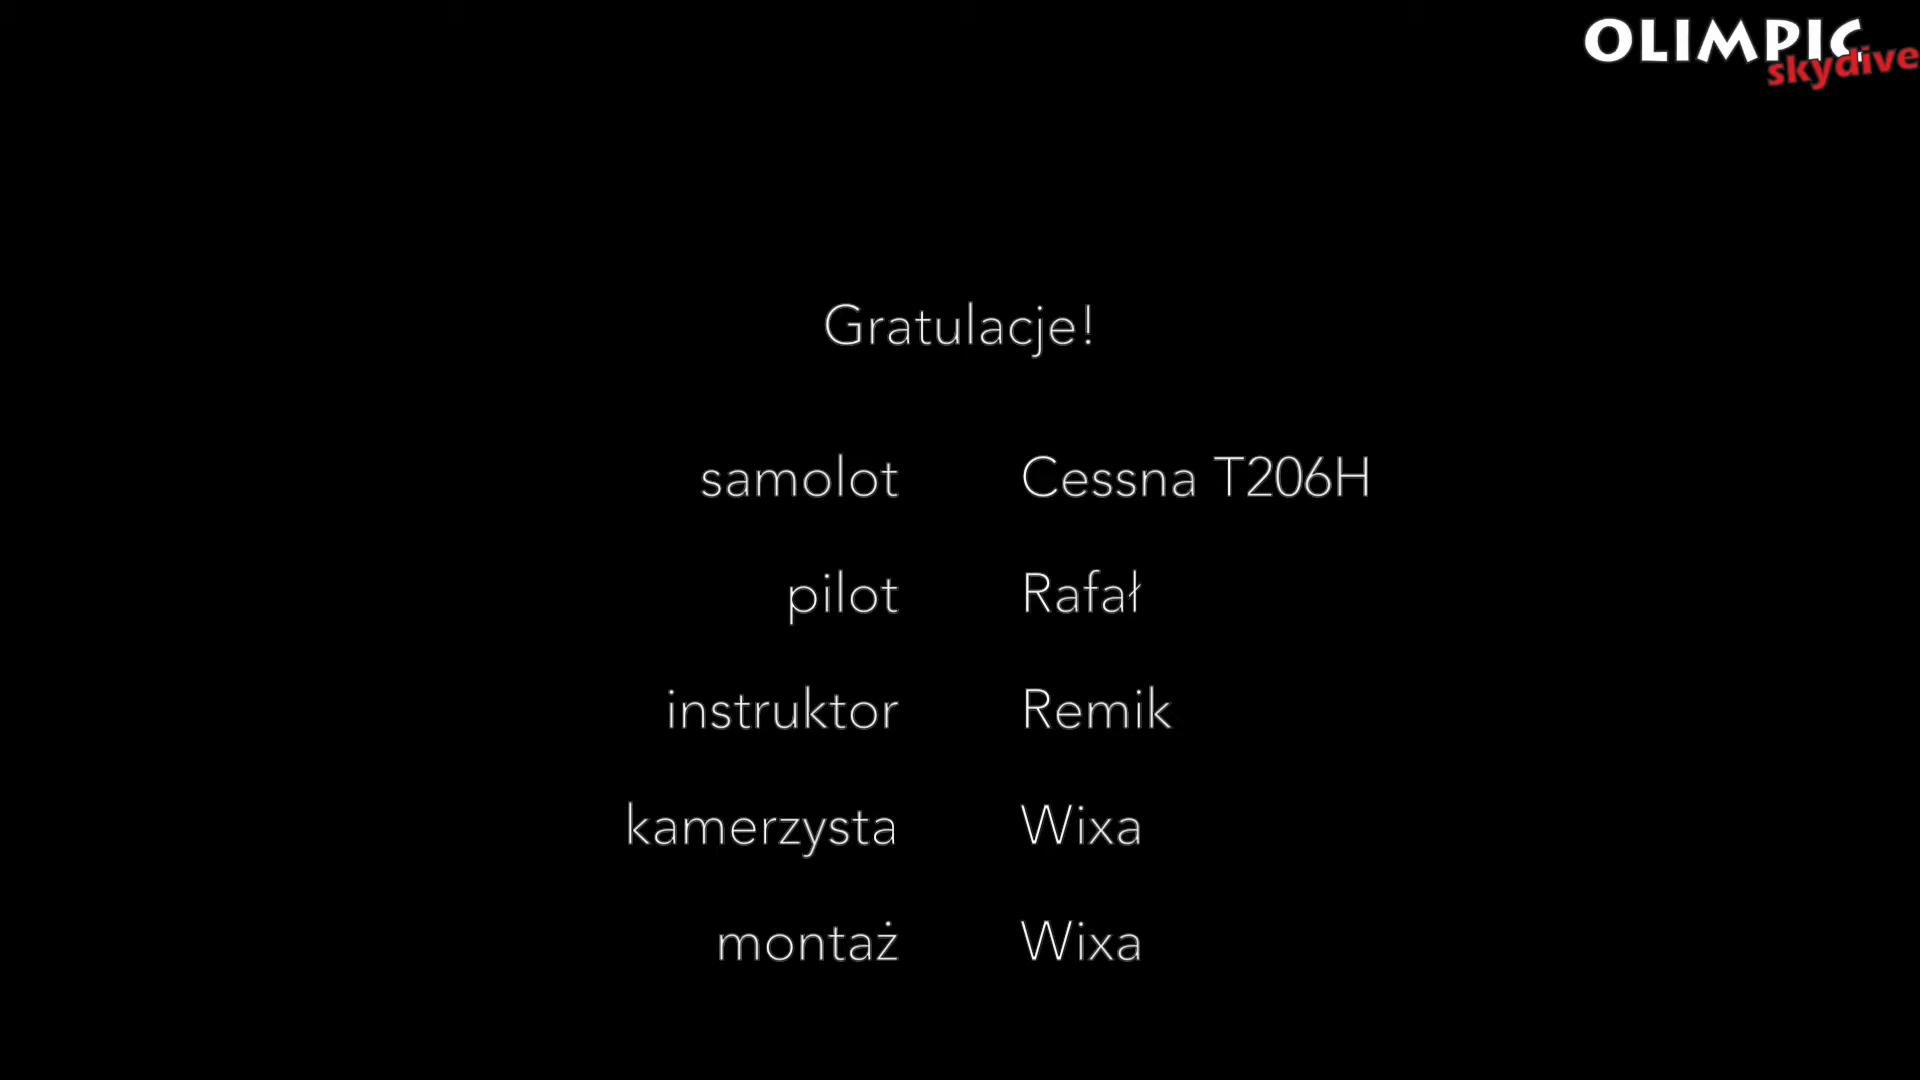 OLIMPIC
skydive
Gratulacje!
samolot Cessna T206H
pilot Rafał
instruktor Remik
kamerzysta Wixa
montaż Wixa